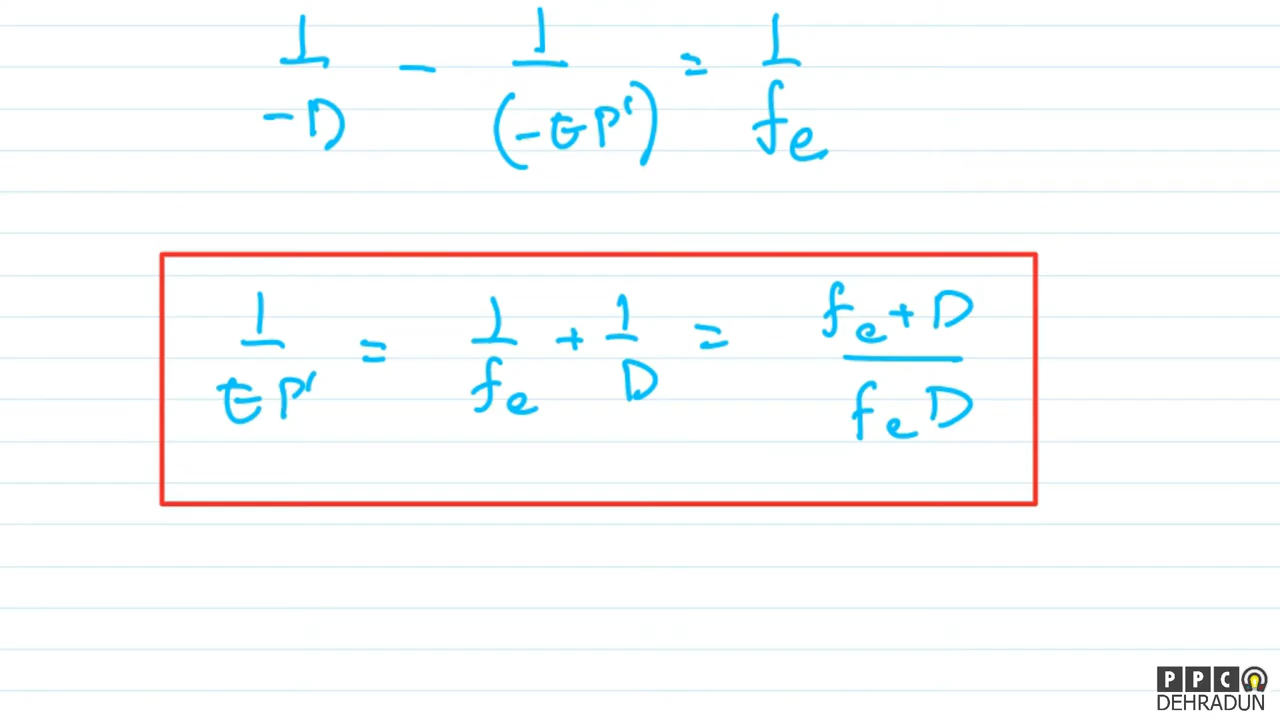 1/-D - 1/(-EP') = 1/fe
1/EP' = 1/fe + 1/D = fe + D/feD
PPC
DEHRADUN